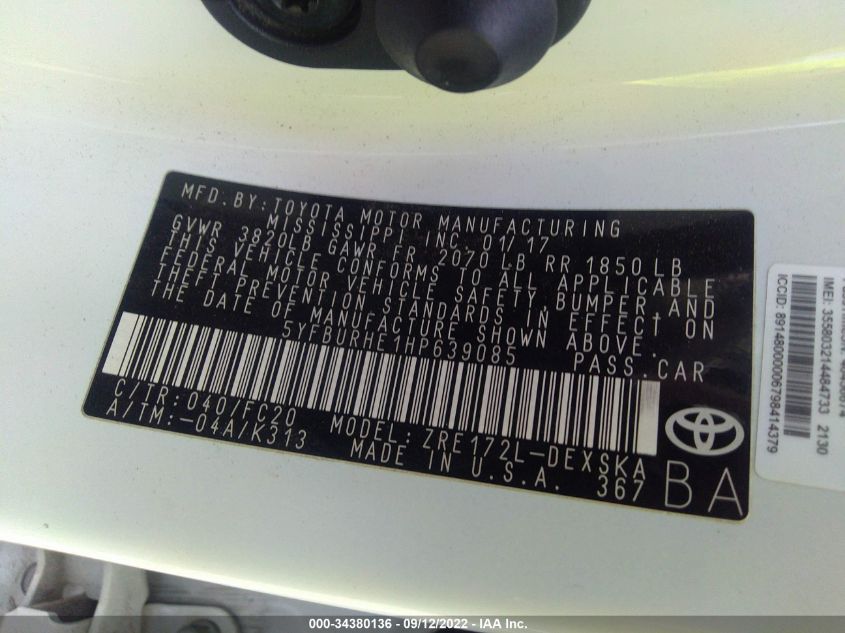 MFD. BY: TOYOTA MOTOR MANUFACTURING
MISSISSIPPI, INC. 01/17
GVWR 3820LB GAWR FR 2070 LB RR 1850 LB
THIS VEHICLE CONFORMS TO ALL APPLICABLE
FEDERAL MOTOR VEHICLE SAFETY, BUMPER, AND
THEFT PREVENTION STANDARDS IN EFFECT ON
THE DATE OF MANUFACTURE SHOWN ABOVE.
5YFBURHE1HP639085 PASS. CAR
C/TR: 040/FC20 MODEL: ZRE172L-DEXSKA
A/TM: -04A/K313 MADE IN U.S.A. 367
BA
IMEI: 355803214484733 2130
ICCID: 89148000006798414379
000-34380136 - 09/12/2022 - IAA Inc.